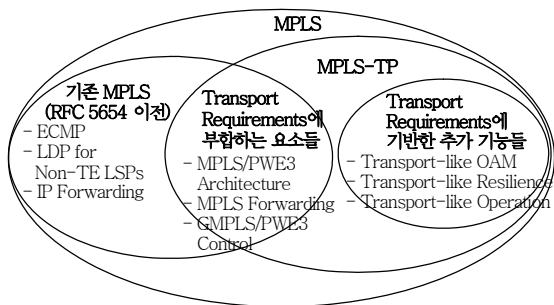 MPLS
MPLS-TP
기존 MPLS
(RFC 5654 이전)
- ECMP
- LDP for
Non-TE LSPs
- IP Forwarding
Transport
Requirements에
부합하는 요소들
- MPLS/PWE3
Architecture
- MPLS Forwarding
- GMPLS/PWE3
Control
Transport
Requirements에
기반한 추가 기능들
- Transport-like OAM
- Transport-like Resilience
- Transport-like Operation